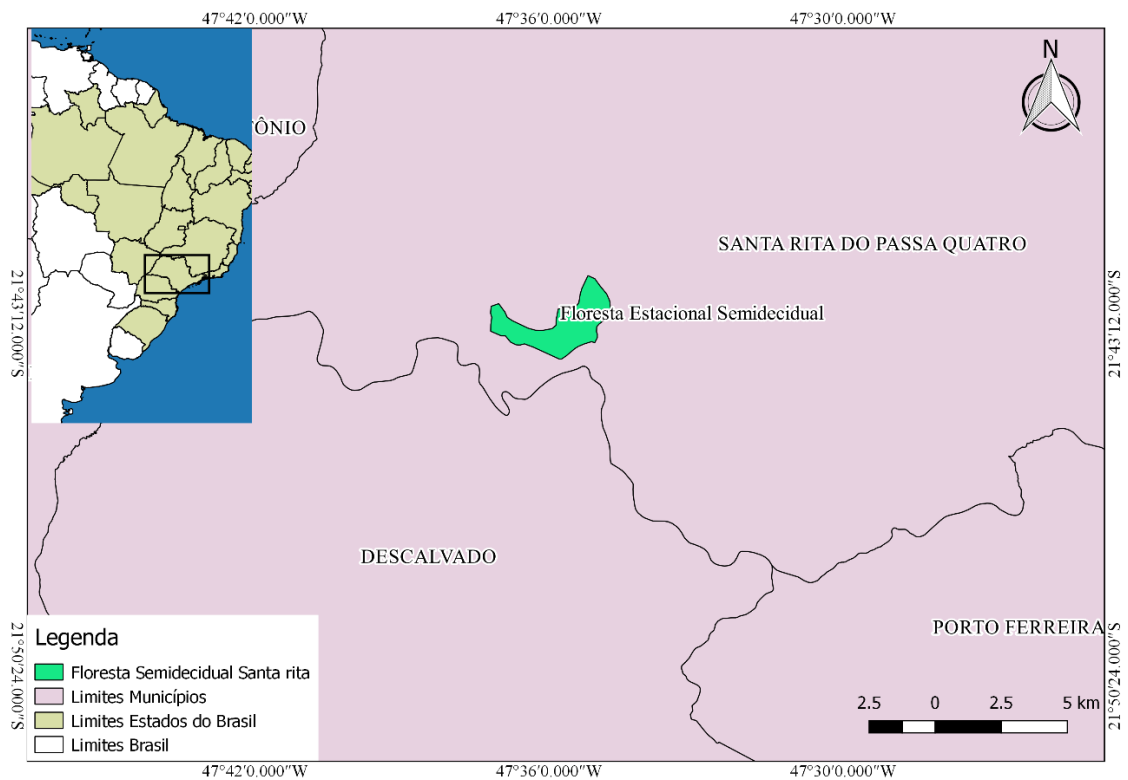 47°42'0.000"W
47°36'0.000"W
47°30'0.000"W
N
TÔNIO
SANTA RITA DO PASSA QUATRO
21°43'12.000"S
Floresta Estacional Semidecidual
21°43'12.000"S
DESCALVADO
PORTO FERREIRA
21°50'24.000"S
Legenda
Floresta Semidecidual Santa rita
Limites Municípios
Limites Estados do Brasil
Limites Brasil
2.5 0 2.5 5 km
21°50'24.000"S
47°42'0.000"W
47°36'0.000"W
47°30'0.000"W